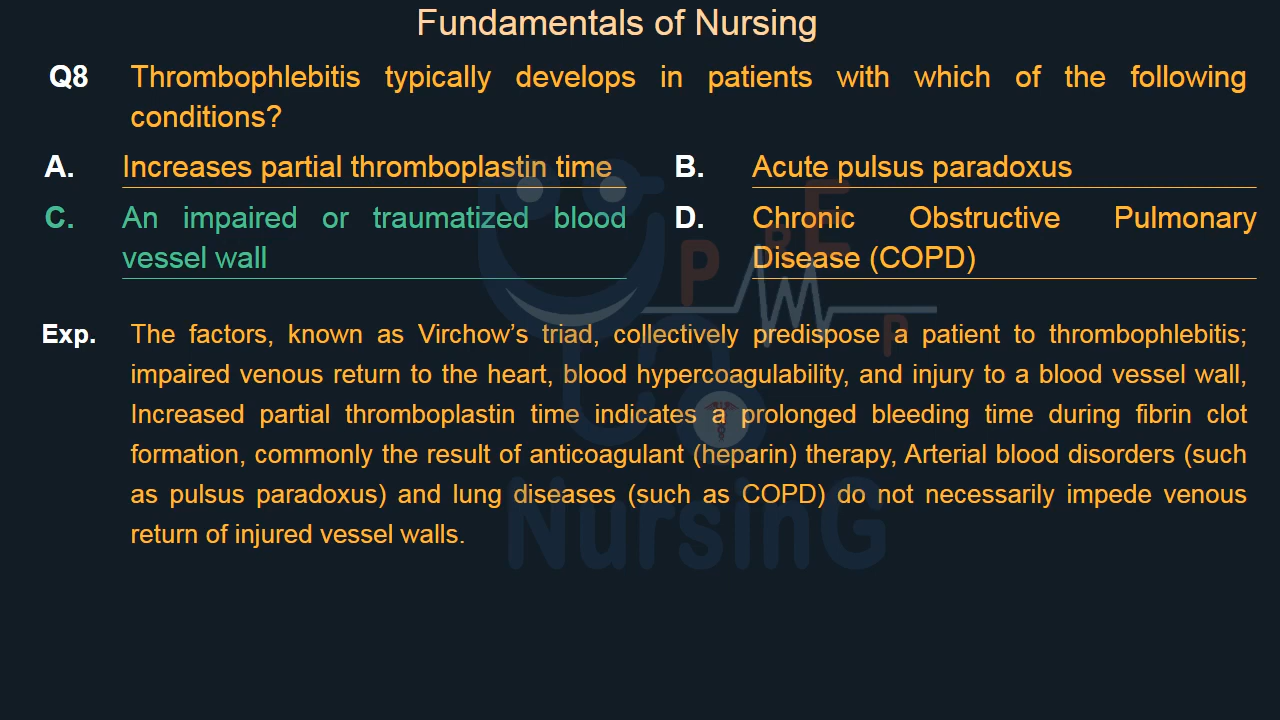 Fundamentals of Nursing
Q8 Thrombophlebitis typically develops in patients with which of the following
conditions?
A. Increases partial thromboplastin time
B. Acute pulsus paradoxus
C. An impaired or traumatized blood
vessel wall
D. Chronic Obstructive Pulmonary
Disease (COPD)
Exp. The factors, known as Virchow’s triad, collectively predispose a patient to thrombophlebitis;
impaired venous return to the heart, blood hypercoagulability, and injury to a blood vessel wall,
Increased partial thromboplastin time indicates a prolonged bleeding time during fibrin clot
formation, commonly the result of anticoagulant (heparin) therapy, Arterial blood disorders (such
as pulsus paradoxus) and lung diseases (such as COPD) do not necessarily impede venous
return of injured vessel walls.
PREP
NursinG